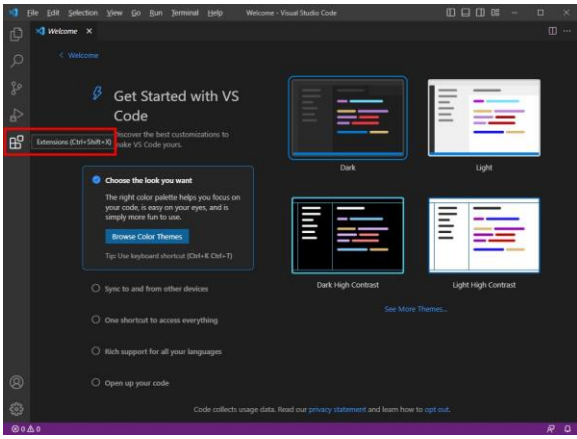 File Edit Selection View Go Run Terminal Help Welcome - Visual Studio Code
Welcome
< Welcome
Get Started with VS
Code
Discover the best customizations to
make VS Code yours.
Extensions (Ctrl+Shift+X)
Choose the look you want
The right color palette helps you focus on
your code, is easy on your eyes, and is
simply more fun to use.
Browse Color Themes
Tip: Use keyboard shortcut (Ctrl+K Ctrl+T)
Sync to and from other devices
One shortcut to access everything
Rich support for all your languages
Open up your code
Dark
Light
Dark High Contrast
Light High Contrast
See More Themes...
Code collects usage data. Read our privacy statement and learn how to opt out.
0 0